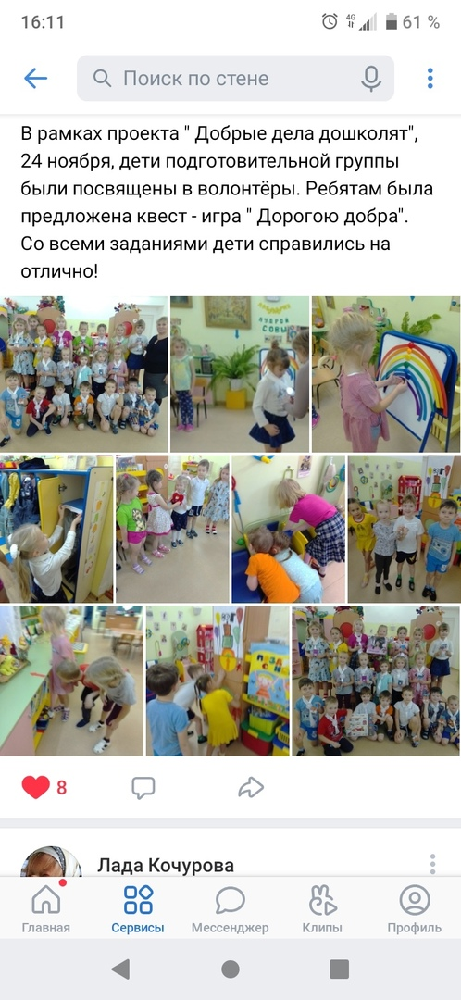 16:11
4G
61 %
Поиск по стене
В рамках проекта " Добрые дела дошколят",
24 ноября, дети подготовительной группы
были посвящены в волонтёры. Ребятам была
предложена квест - игра " Дорогою добра".
Со всеми заданиями дети справились на
отлично!
МУДРОЙ
СОВЫ
8
Лада Кочурова
Главная
Сервисы
Мессенджер
Клипы
Профиль